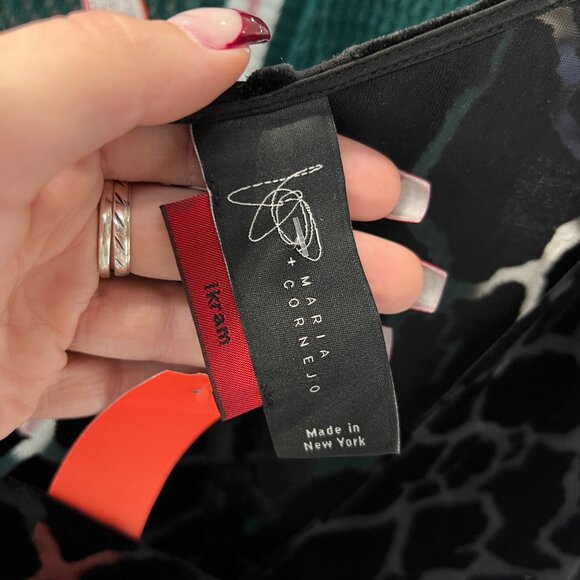 + MARIA
CORNEJO
Made in
New York
ikram